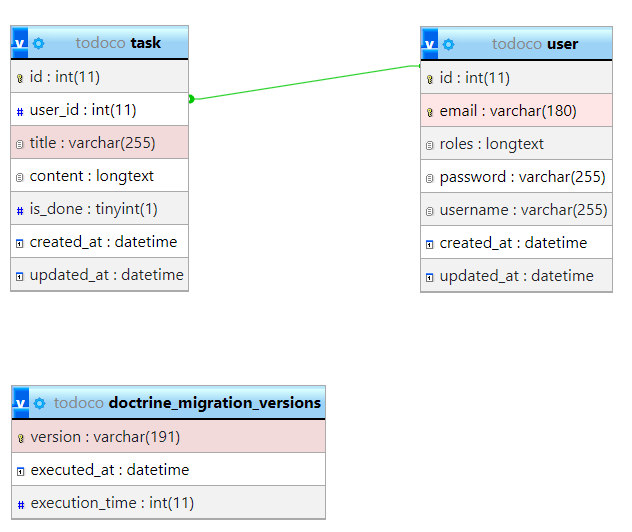 v todoco task
id : int(11)
user_id : int(11)
title : varchar(255)
content : longtext
is_done : tinyint(1)
created_at : datetime
updated_at : datetime
v todoco user
id : int(11)
email : varchar(180)
roles : longtext
password : varchar(255)
username : varchar(255)
created_at : datetime
updated_at : datetime
v todoco doctrine_migration_versions
version : varchar(191)
executed_at : datetime
execution_time : int(11)